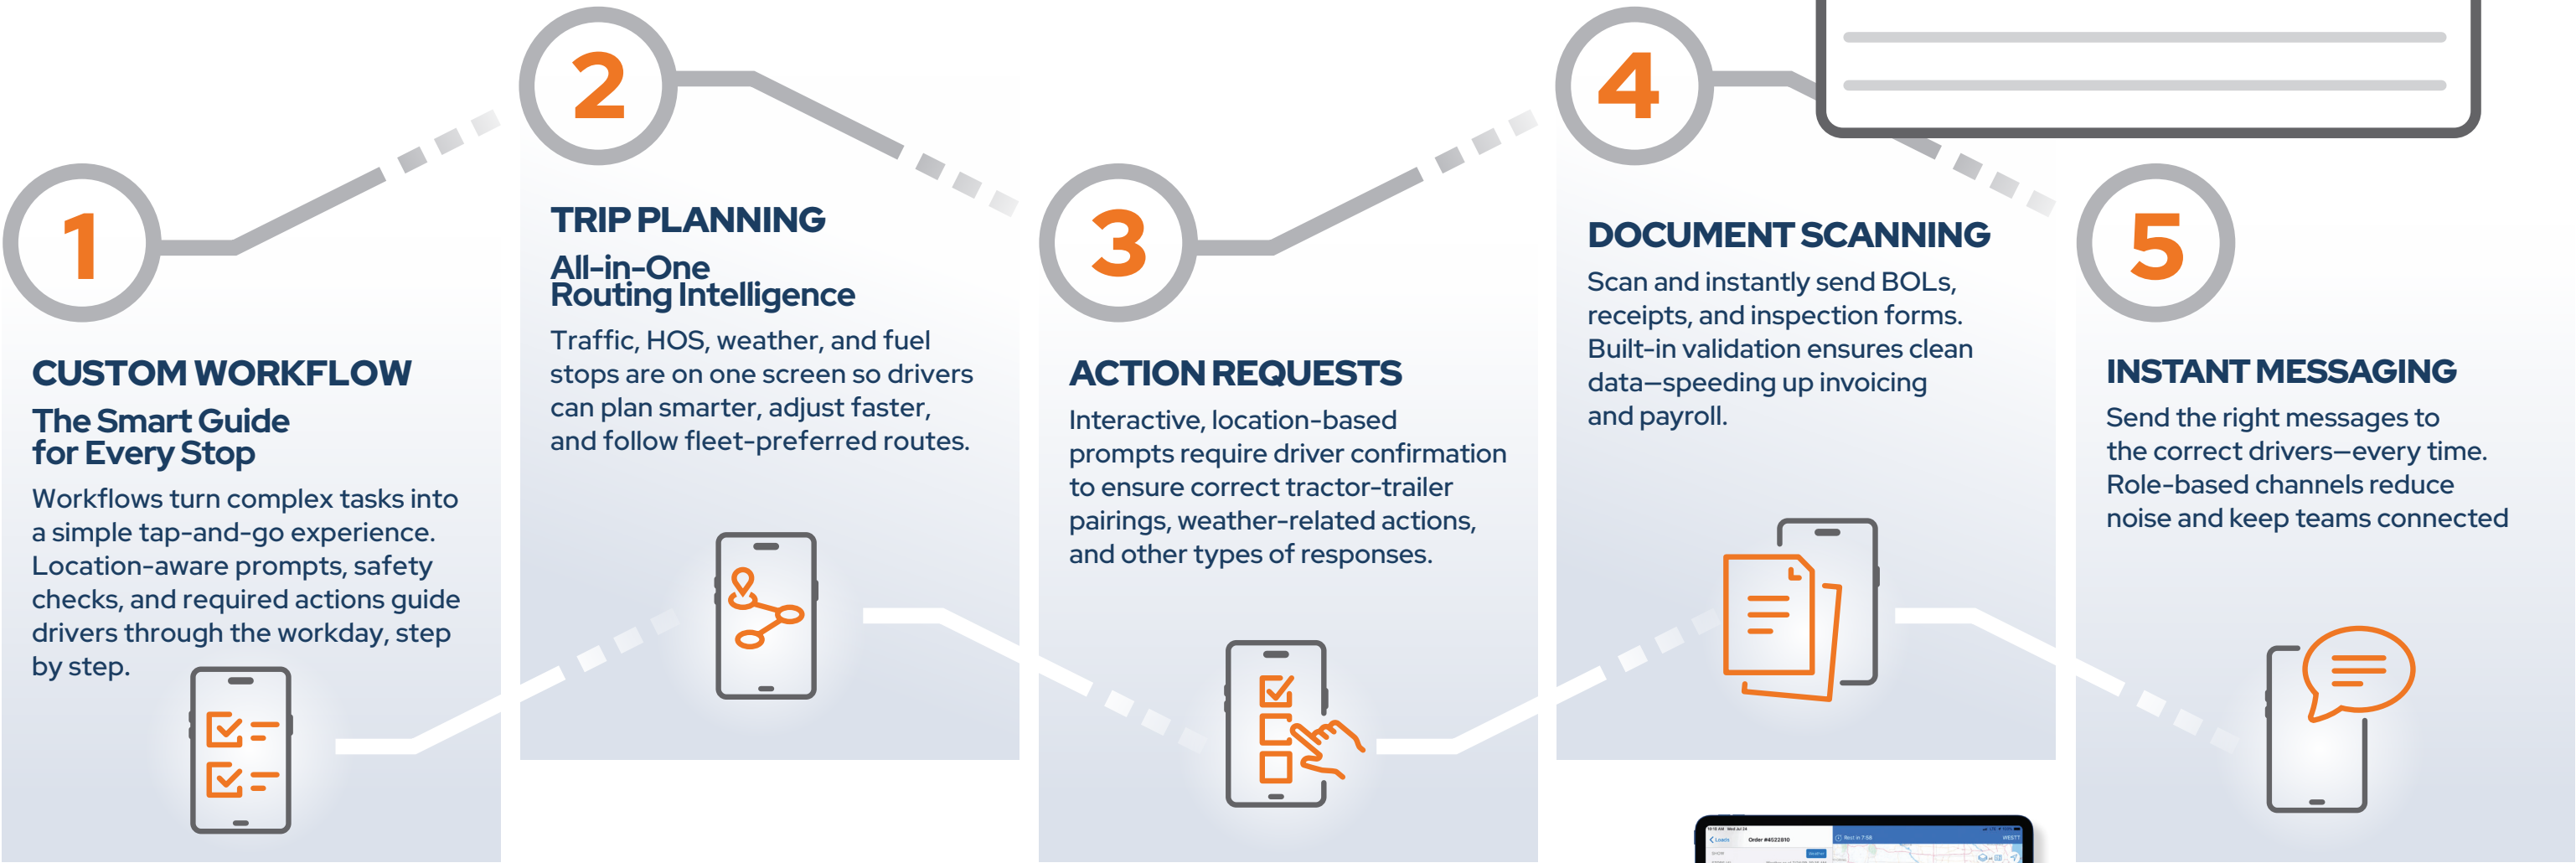 1
CUSTOM WORKFLOW
The Smart Guide
for Every Stop
Workflows turn complex tasks into
a simple tap-and-go experience.
Location-aware prompts, safety
checks, and required actions guide
drivers through the workday, step
by step.
2
TRIP PLANNING
All-in-One
Routing Intelligence
Traffic, HOS, weather, and fuel
stops are on one screen so drivers
can plan smarter, adjust faster,
and follow fleet-preferred routes.
3
ACTION REQUESTS
Interactive, location-based
prompts require driver confirmation
to ensure correct tractor-trailer
pairings, weather-related actions,
and other types of responses.
4
DOCUMENT SCANNING
Scan and instantly send BOLs,
receipts, and inspection forms.
Built-in validation ensures clean
data—speeding up invoicing
and payroll.
5
INSTANT MESSAGING
Send the right messages to
the correct drivers—every time.
Role-based channels reduce
noise and keep teams connected
Order #4522810
Rest in 7:58